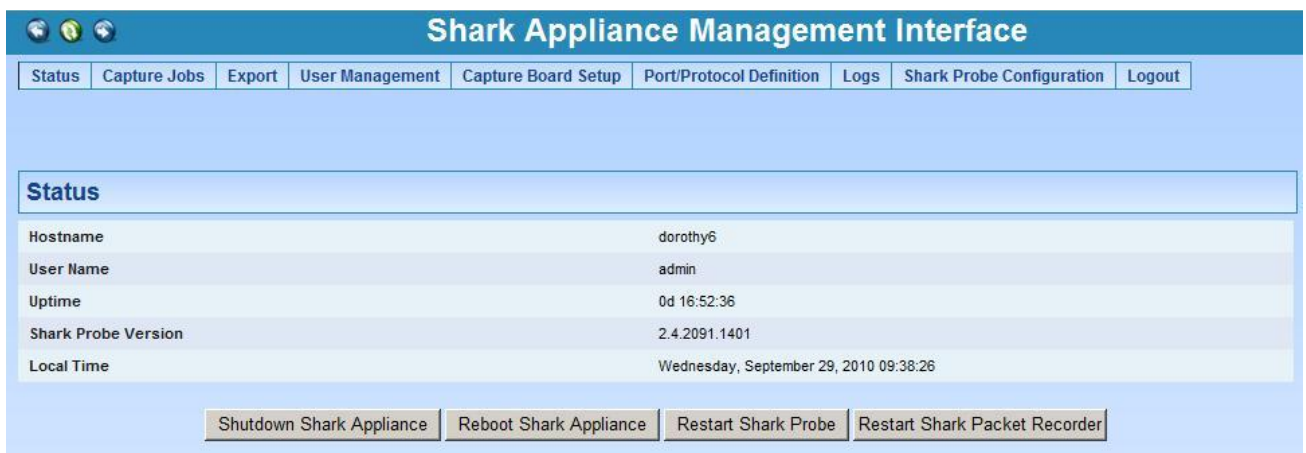 Shark Appliance Management Interface
Status Capture Jobs Export User Management Capture Board Setup Port/Protocol Definition Logs Shark Probe Configuration Logout
Status
Hostname dorothy6
User Name admin
Uptime 0d 16:52:36
Shark Probe Version 2.4.2091.1401
Local Time Wednesday, September 29, 2010 09:38:26
Shutdown Shark Appliance Reboot Shark Appliance Restart Shark Probe Restart Shark Packet Recorder